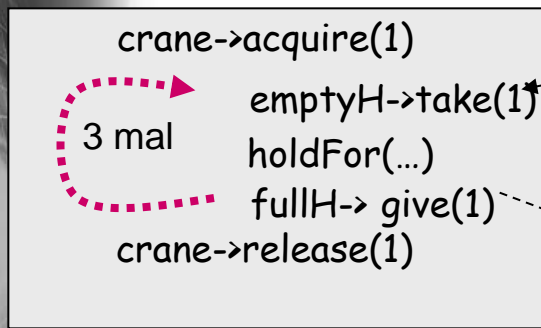 crane->acquire(1)
emptyH->take(1)
3 mal
holdFor(...)
fullH-> give(1)
crane->release(1)